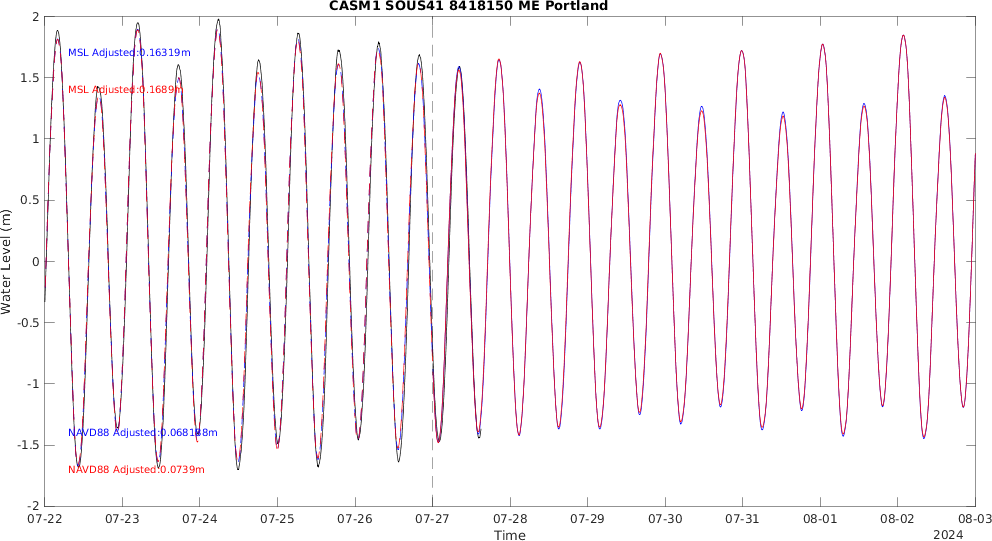 CASM1 SOUS41 8418150 ME Portland
2
MSL Adjusted:0.16319m
1.5
MSL Adjusted:0.1689m
1
0.5
0
Water Level (m)
-0.5
-1
NAVD88 Adjusted:0.068188m
-1.5
NAVD88 Adjusted:0.0739m
-2
07-22 07-23 07-24 07-25 07-26 07-27 07-28 07-29 07-30 07-31 08-01 08-02 08-03
Time
2024